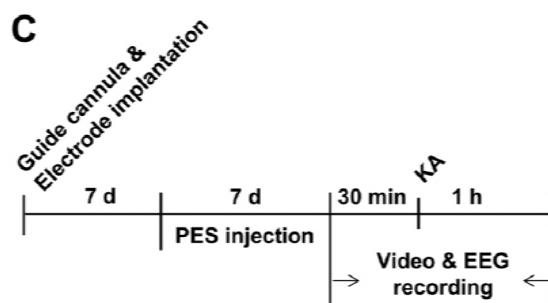 C
Guide cannula &
Electrode implantation
7 d
7 d
30 min
KA
1 h
PES injection
Video & EEG
recording